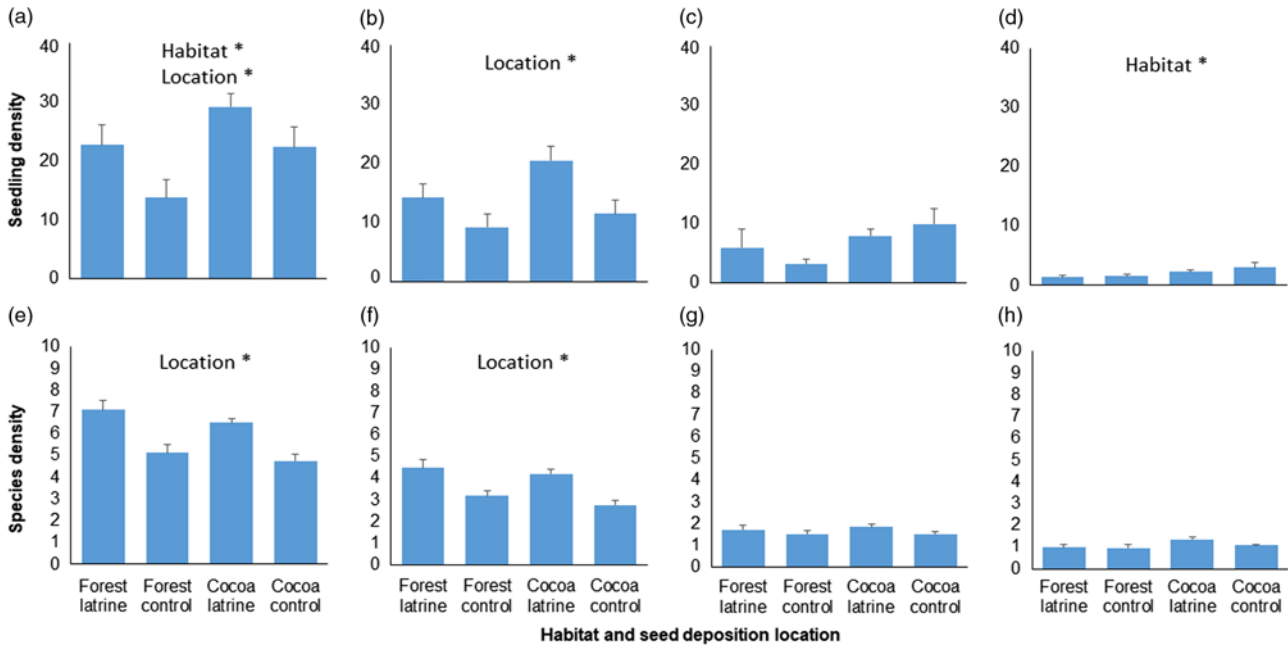 (a)
(b)
(c)
(d)
Seedling density
40
30
20
10
0
Habitat *
Location *
40
30
20
10
0
Location *
40
30
20
10
0
40
30
20
10
0
Habitat *
(e)
(f)
(g)
(h)
Species density
10
9
8
7
6
5
4
3
2
1
0
Location *
10
9
8
7
6
5
4
3
2
1
0
Location *
10
9
8
7
6
5
4
3
2
1
0
10
9
8
7
6
5
4
3
2
1
0
Forest Forest Cocoa Cocoa
latrine control latrine control
Forest Forest Cocoa Cocoa
latrine control latrine control
Forest Forest Cocoa Cocoa
latrine control latrine control
Forest Forest Cocoa Cocoa
latrine control latrine control
Habitat and seed deposition location